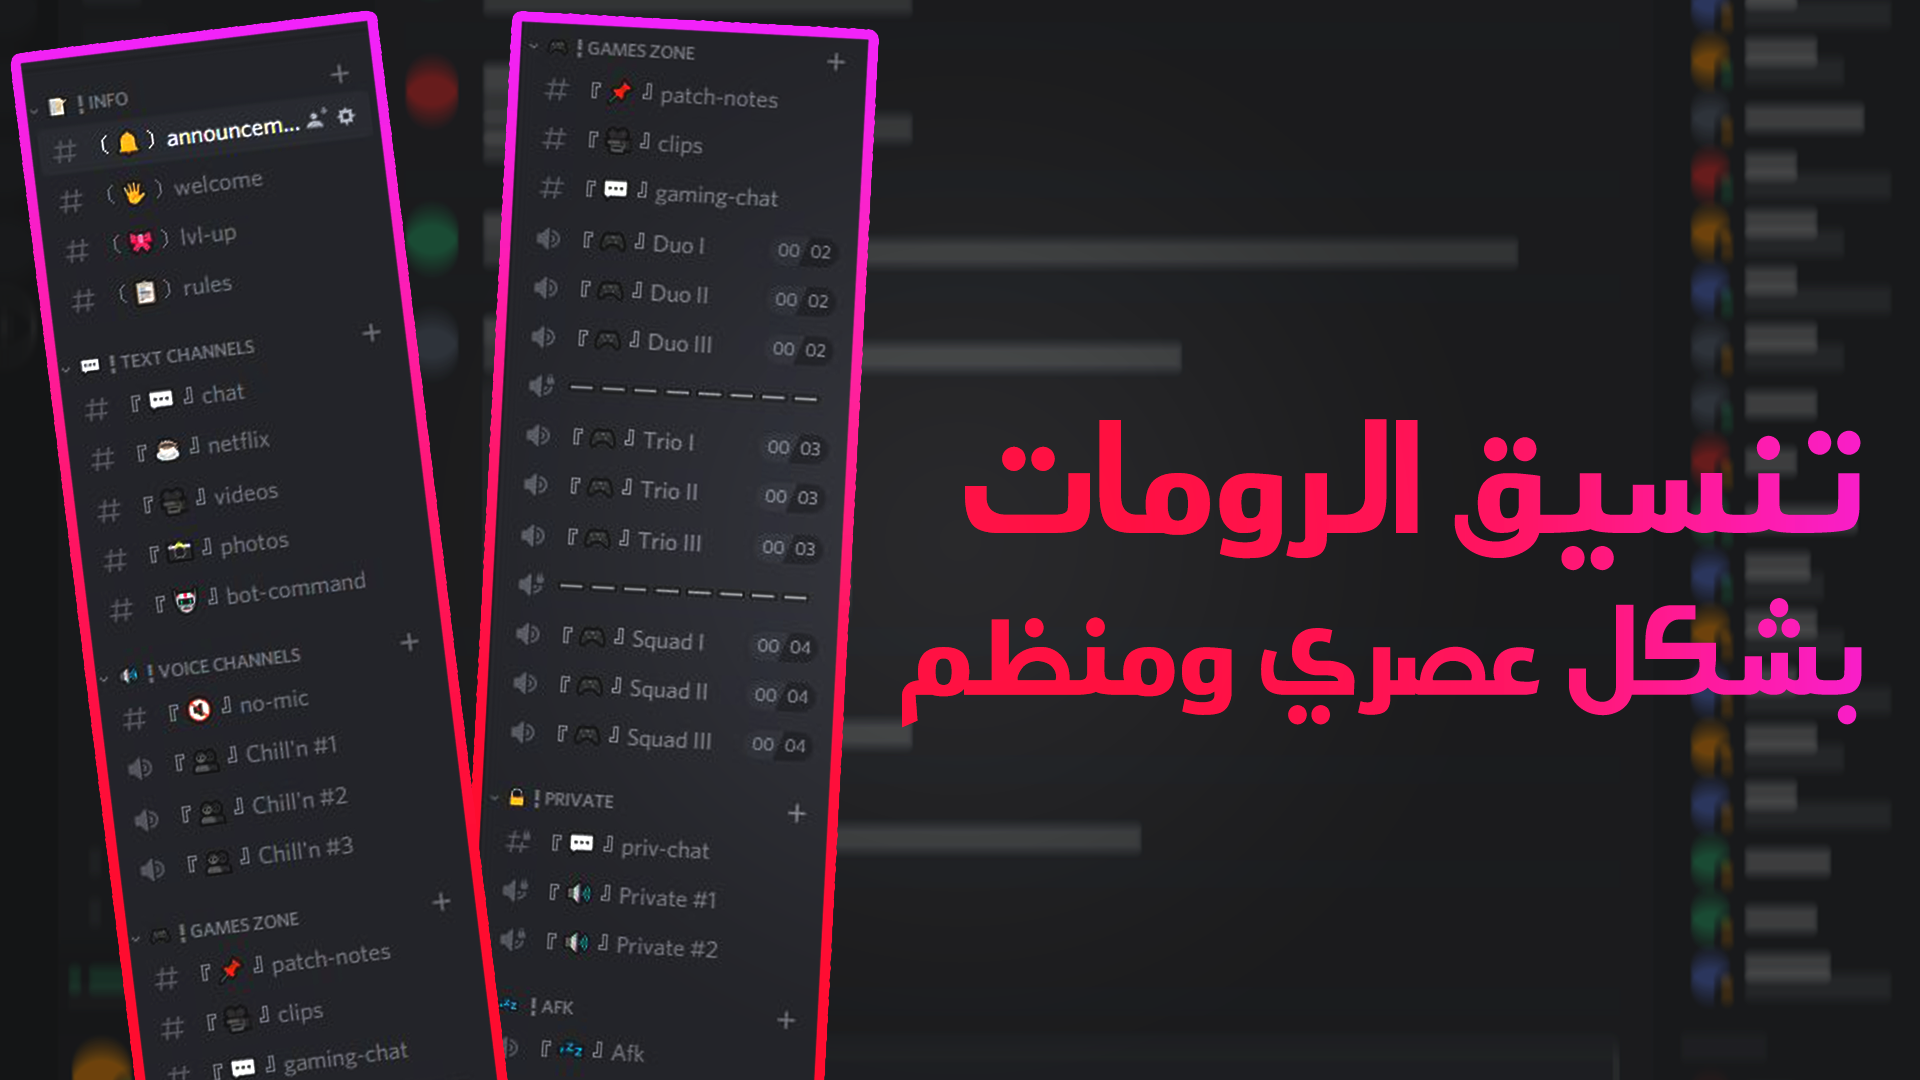 📝 ! INFO
( 🔔 ) announcem...
( 🖐 ) welcome
( 🎀 ) lvl-up
( 📋 ) rules
💬 ! TEXT CHANNELS
『 💬 』 chat
『 ☕ 』 netflix
『 🎥 』 videos
『 📸 』 photos
『 🤖 』 bot-command
🔊 ! VOICE CHANNELS
『 🔇 』 no-mic
『 👥 』 Chill'n #1
『 👥 』 Chill'n #2
『 👥 』 Chill'n #3
🎮 ! GAMES ZONE
『 📌 』 patch-notes
『 🎥 』 clips
『 💬 』 gaming-chat
🎮 ! GAMES ZONE
『 📌 』 patch-notes
『 🎥 』 clips
『 💬 』 gaming-chat
『 🎮 』 Duo I 00 02
『 🎮 』 Duo II 00 02
『 🎮 』 Duo III 00 02
— — — — — — — —
『 🎮 』 Trio I 00 03
『 🎮 』 Trio II 00 03
『 🎮 』 Trio III 00 03
— — — — — — — —
『 🎮 』 Squad I 00 04
『 🎮 』 Squad II 00 04
『 🎮 』 Squad III 00 04
🔒 ! PRIVATE
『 💬 』 priv-chat
『 🔊 』 Private #1
『 🔊 』 Private #2
💤 ! AFK
『 💤 』 Afk
تنسيق الرومات
بشكل عصري ومنظم